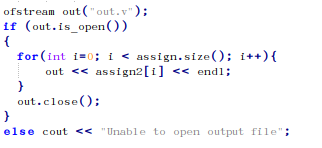 ofstream out("out.v");
if (out.is_open())
{
for(int i=0; i < assign.size(); i++){
out << assign2[i] << endl;
}
out.close();
}
else cout << "Unable to open output file";